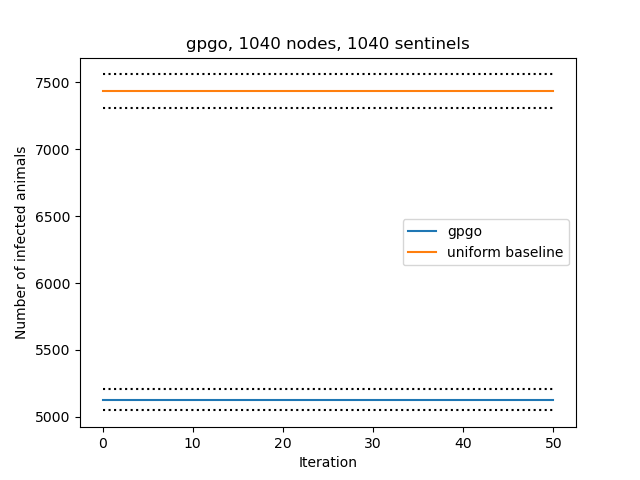 gpgo, 1040 nodes, 1040 sentinels
7500
7000
6500
6000
5500
5000
Number of infected animals
gpgo
uniform baseline
0 10 20 30 40 50
Iteration